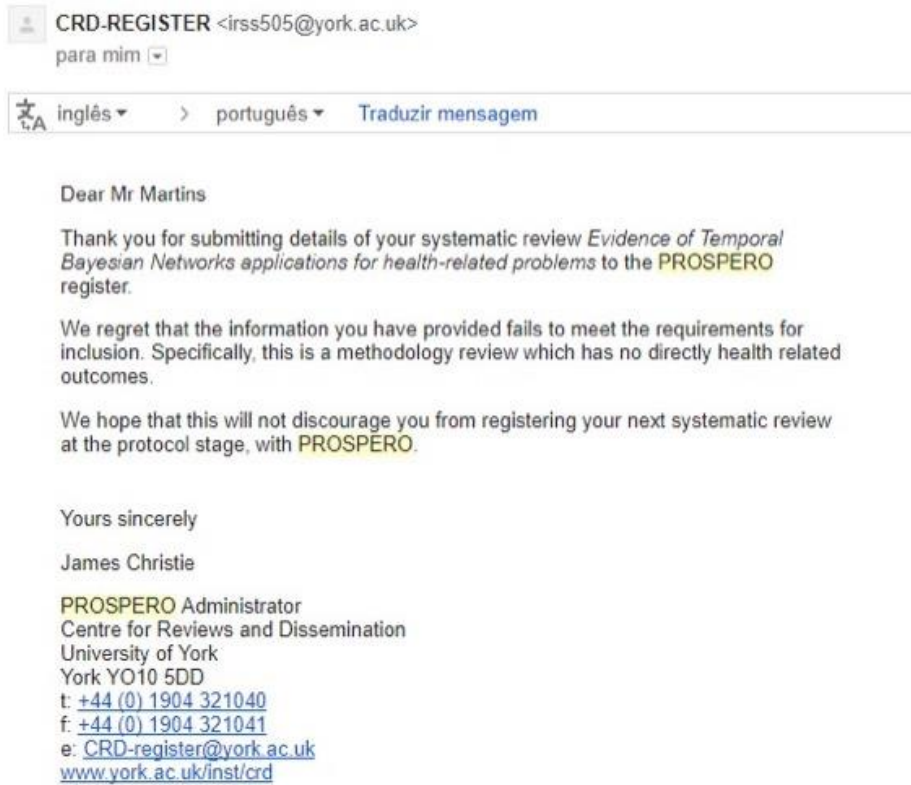 CRD-REGISTER <irss505@york.ac.uk>
para mim
inglês > português Traduzir mensagem
Dear Mr Martins
Thank you for submitting details of your systematic review Evidence of Temporal
Bayesian Networks applications for health-related problems to the PROSPERO
register.
We regret that the information you have provided fails to meet the requirements for
inclusion. Specifically, this is a methodology review which has no directly health related
outcomes.
We hope that this will not discourage you from registering your next systematic review
at the protocol stage, with PROSPERO.
Yours sincerely
James Christie
PROSPERO Administrator
Centre for Reviews and Dissemination
University of York
York YO10 5DD
t: +44 (0) 1904 321040
f: +44 (0) 1904 321041
e: CRD-register@york.ac.uk
www.york.ac.uk/inst/crd